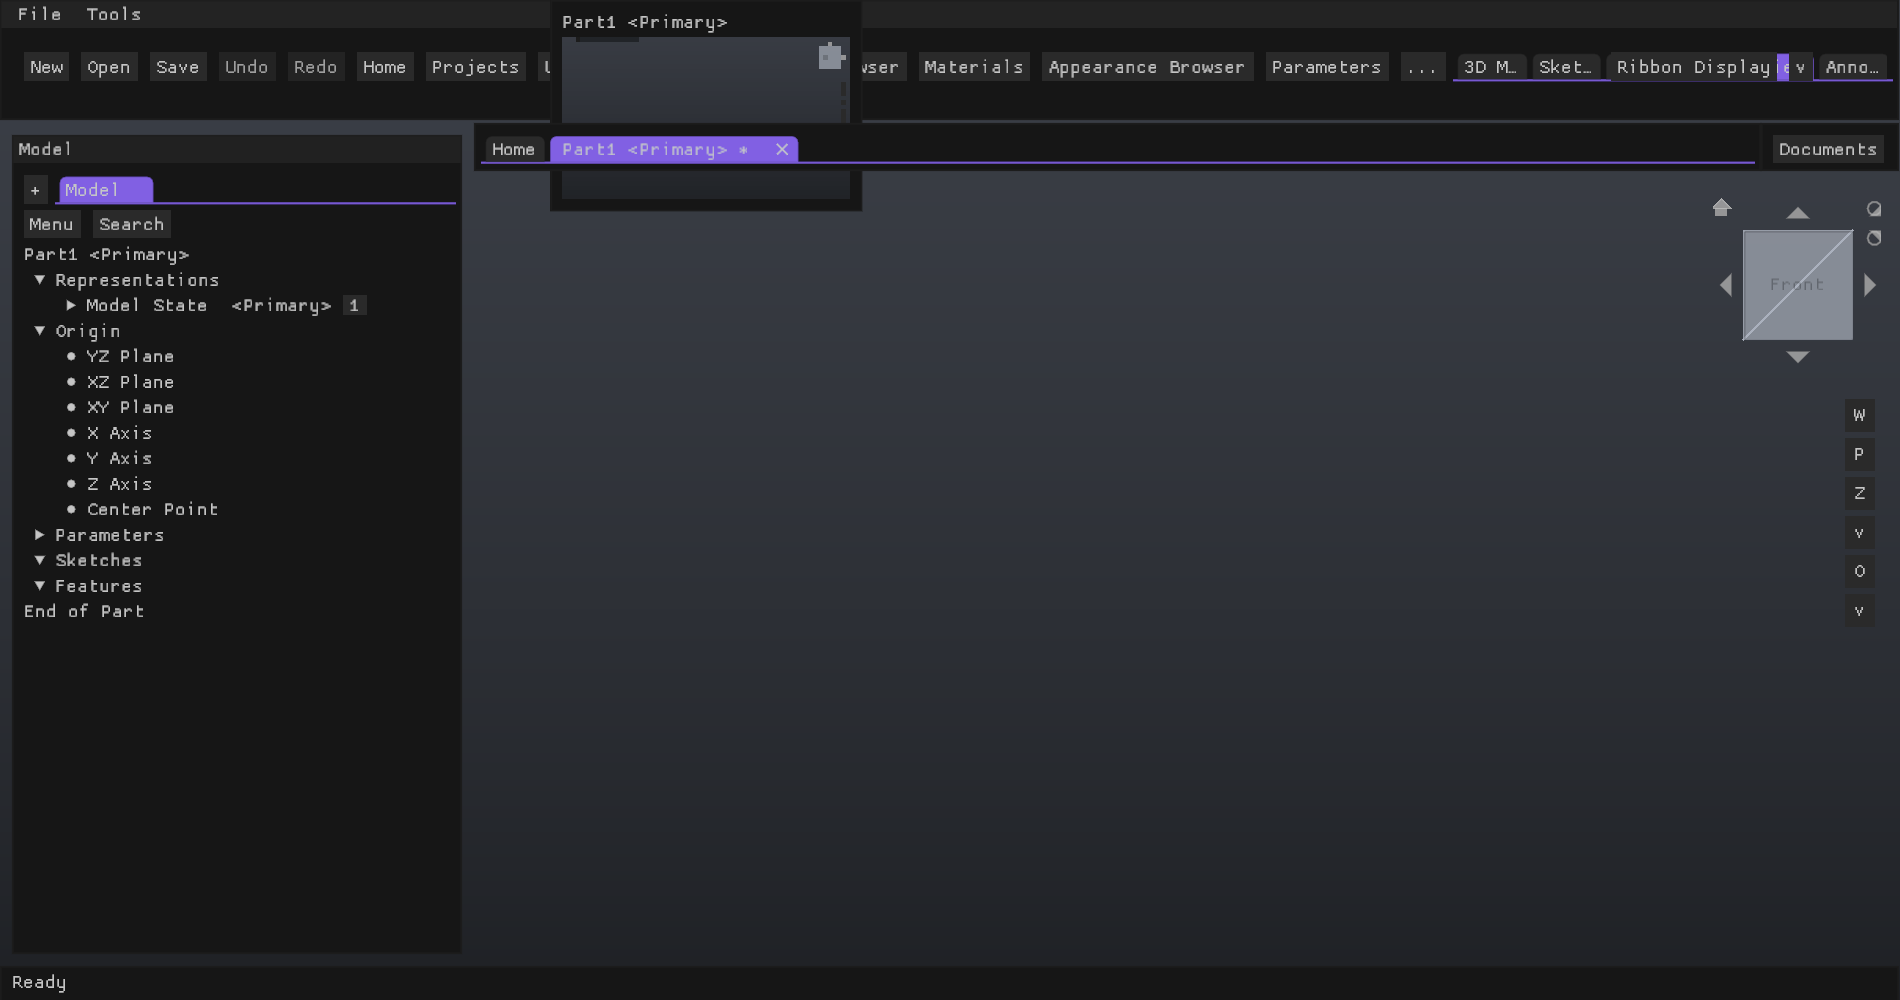 File Tools
Part1 <Primary>
New Open Save Undo Redo Home Projects Materials Appearance Browser Parameters ... 3D M… Sket… Ribbon Display v Anno…
Model
Home Part1 <Primary> * Documents
+ Model
Menu Search
Part1 <Primary>
Representations
Model State <Primary> 1
Origin
YZ Plane
XZ Plane
XY Plane
X Axis
Y Axis
Z Axis
Center Point
Parameters
Sketches
Features
End of Part
Front
W
P
Z
v
O
v
Ready